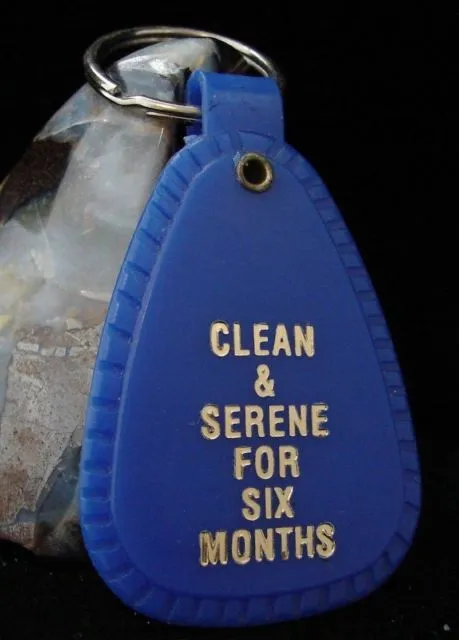 CLEAN
&
SERENE
FOR
SIX
MONTHS